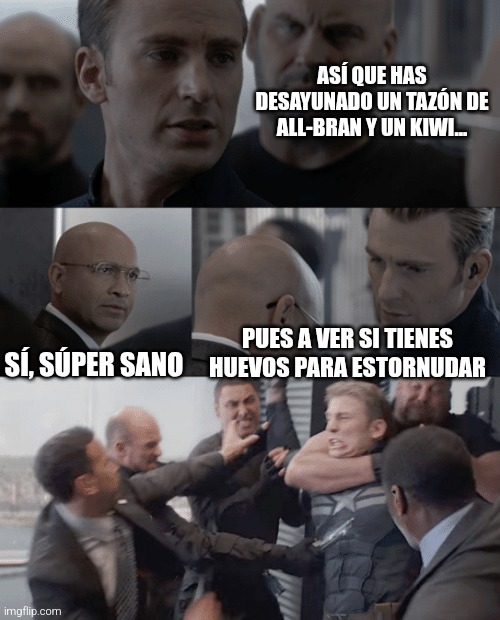 ASÍ QUE HAS
DESAYUNADO UN TAZÓN DE
ALL-BRAN Y UN KIWI...
SÍ, SÚPER SANO
PUES A VER SI TIENES
HUEVOS PARA ESTORNUDAR
imgflip.com